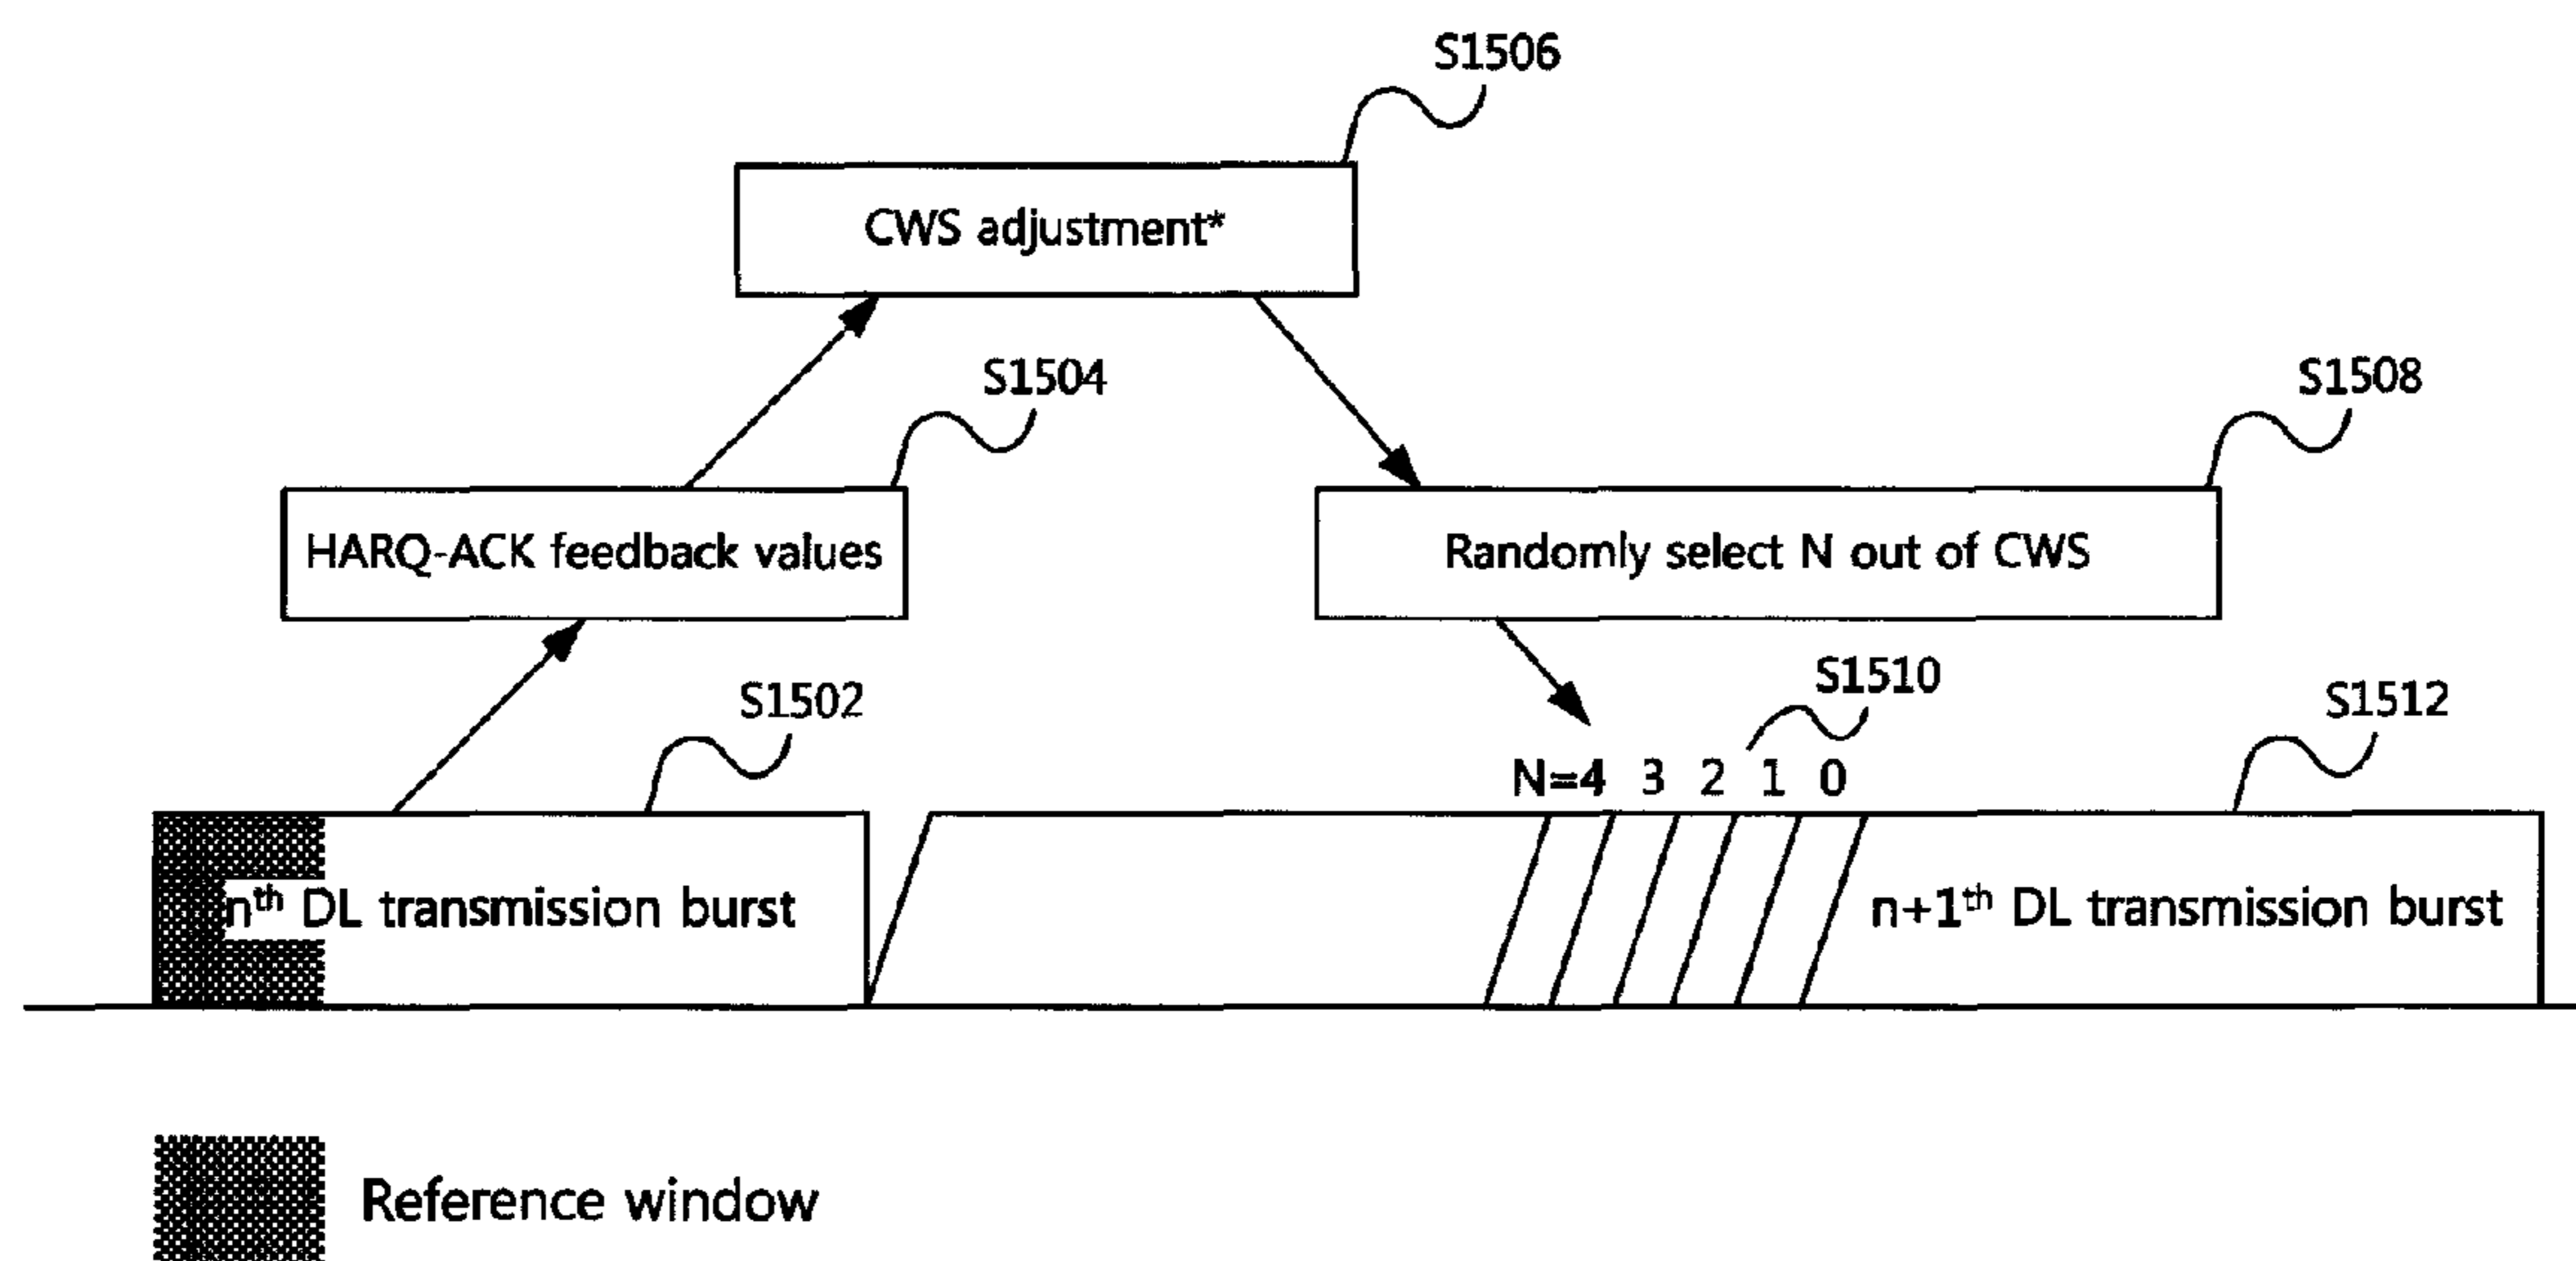 S1506
CWS adjustment*
S1504
S1508
HARQ-ACK feedback values
Randomly select N out of CWS
S1502
S1510
S1512
N=4 3 2 1 0
nth DL transmission burst
n+1th DL transmission burst
Reference window